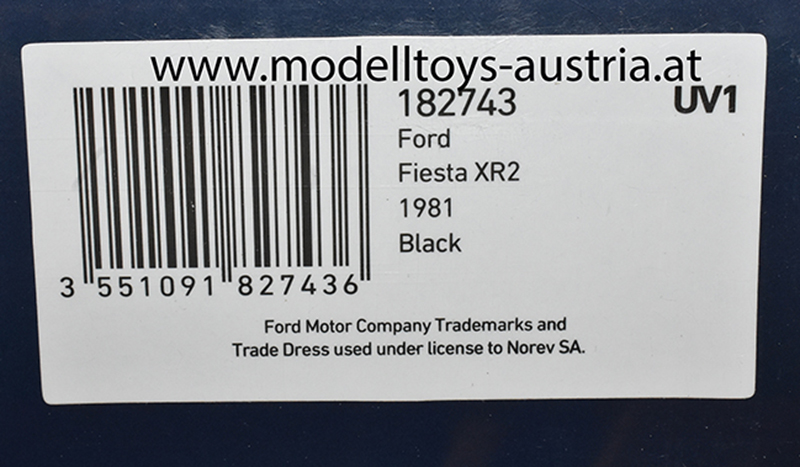 www.modelltoys-austria.at
182743
UV1
Ford
Fiesta XR2
1981
Black
3 551091 827436
Ford Motor Company Trademarks and
Trade Dress used under license to Norev SA.